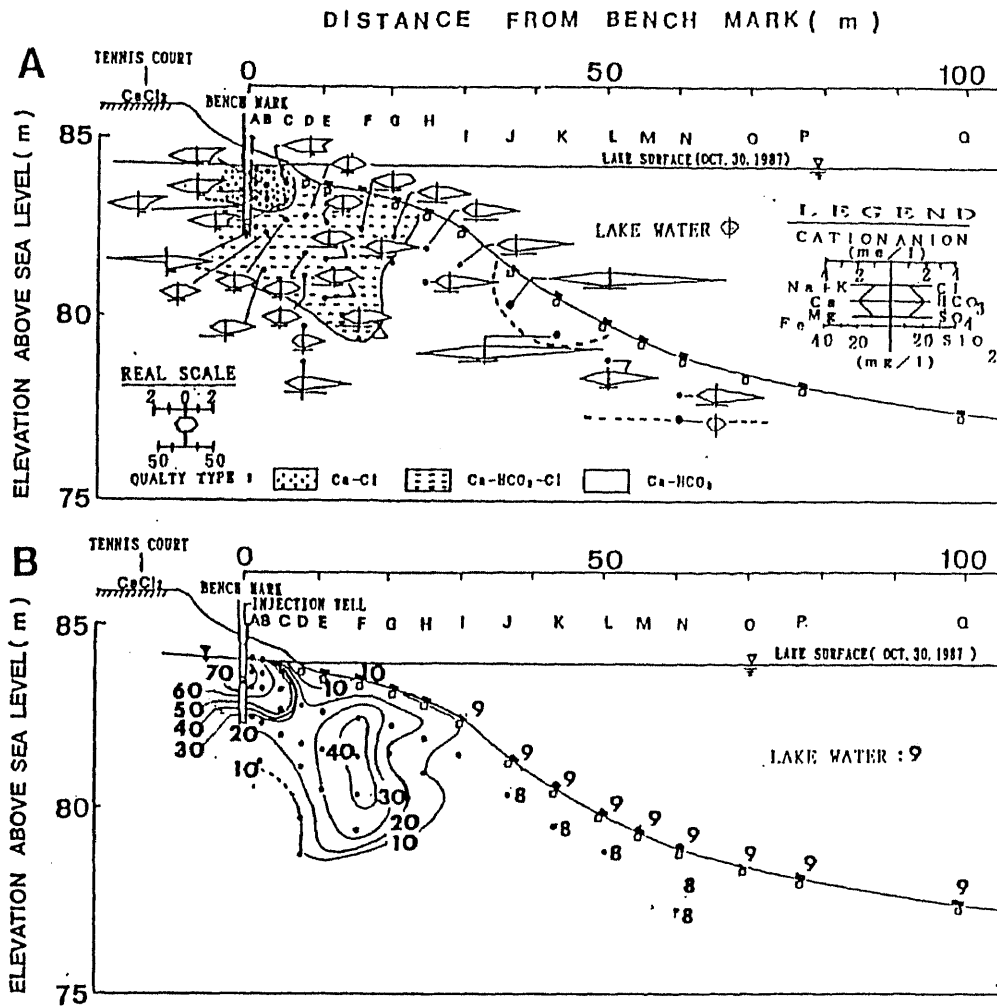 DISTANCE FROM BENCH MARK ( m )
A
TENNIS COURT
CaCl₂
BENCH MARK
0 50 100
A B C D E F G H I J K L M N O P Q
LAKE SURFACE (OCT. 30, 1987)
ELEVATION ABOVE SEA LEVEL ( m )
85
80
75
LAKE WATER
LEGEND
CATION ANION
(me/l)
4 2 2 4
Na+K Cl
Ca HCO₃
Mg SO₄
Fe SiO₂
40 20 20 40
(mg/l)
REAL SCALE
2 0 2
50 50
QUALTY TYPE :
Ca-Cl
Ca-HCO₃-Cl
Ca-HCO₃
B
TENNIS COURT
CaCl₂
BENCH MARK
INJECTION WELL
0 50 100
A B C D E F G H I J K L M N O P Q
LAKE SURFACE ( OCT. 30, 1987 )
ELEVATION ABOVE SEA LEVEL ( m )
85
80
75
70
60
50
40
30
20
10
10
10
40
30
20
10
9 9 9 9 9 9 9 9
8 8 8 8 8
LAKE WATER : 9